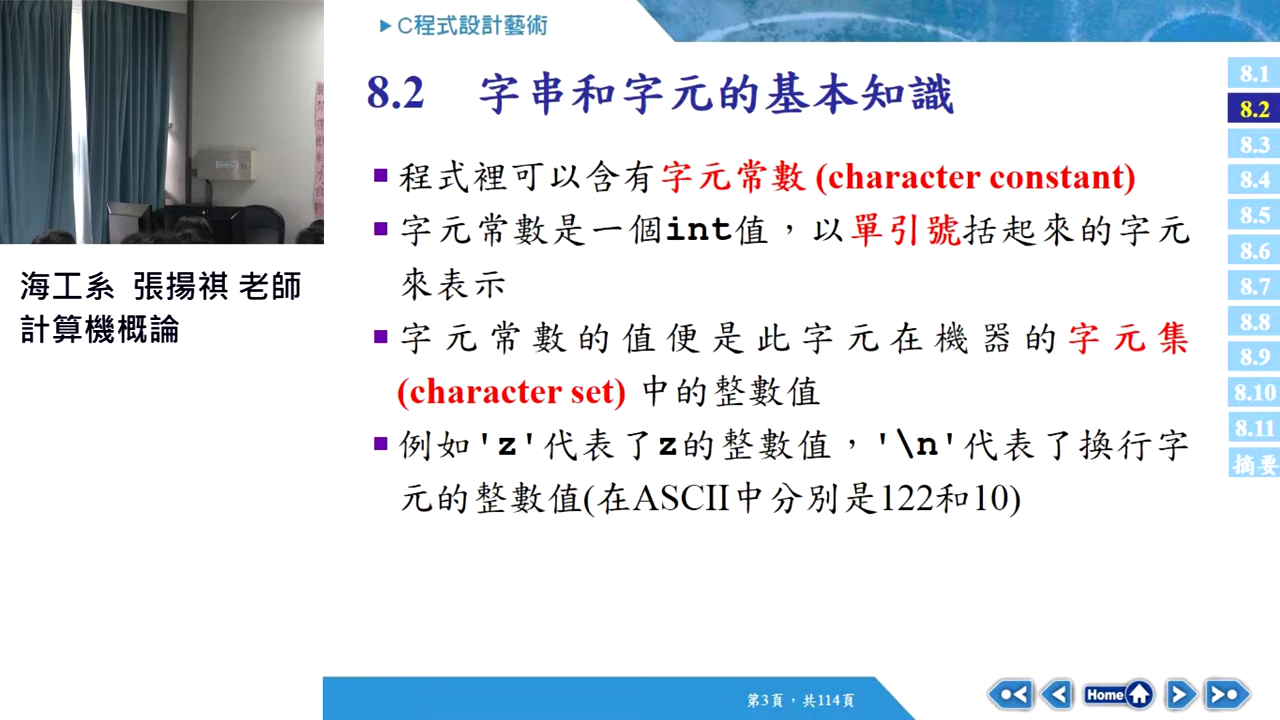 ▶C程式設計藝術
8.2 字串和字元的基本知識
程式裡可以含有字元常數 (character constant)
字元常數是一個int值，以單引號括起來的字元
來表示
字元常數的值便是此字元在機器的字元集
(character set) 中的整數值
例如'z'代表了z的整數值，'\n'代表了換行字
元的整數值(在ASCII中分別是122和10)
海工系 張揚祺 老師
計算機概論
8.1
8.2
8.3
8.4
8.5
8.6
8.7
8.8
8.9
8.10
8.11
摘要
第3頁，共114頁
Home